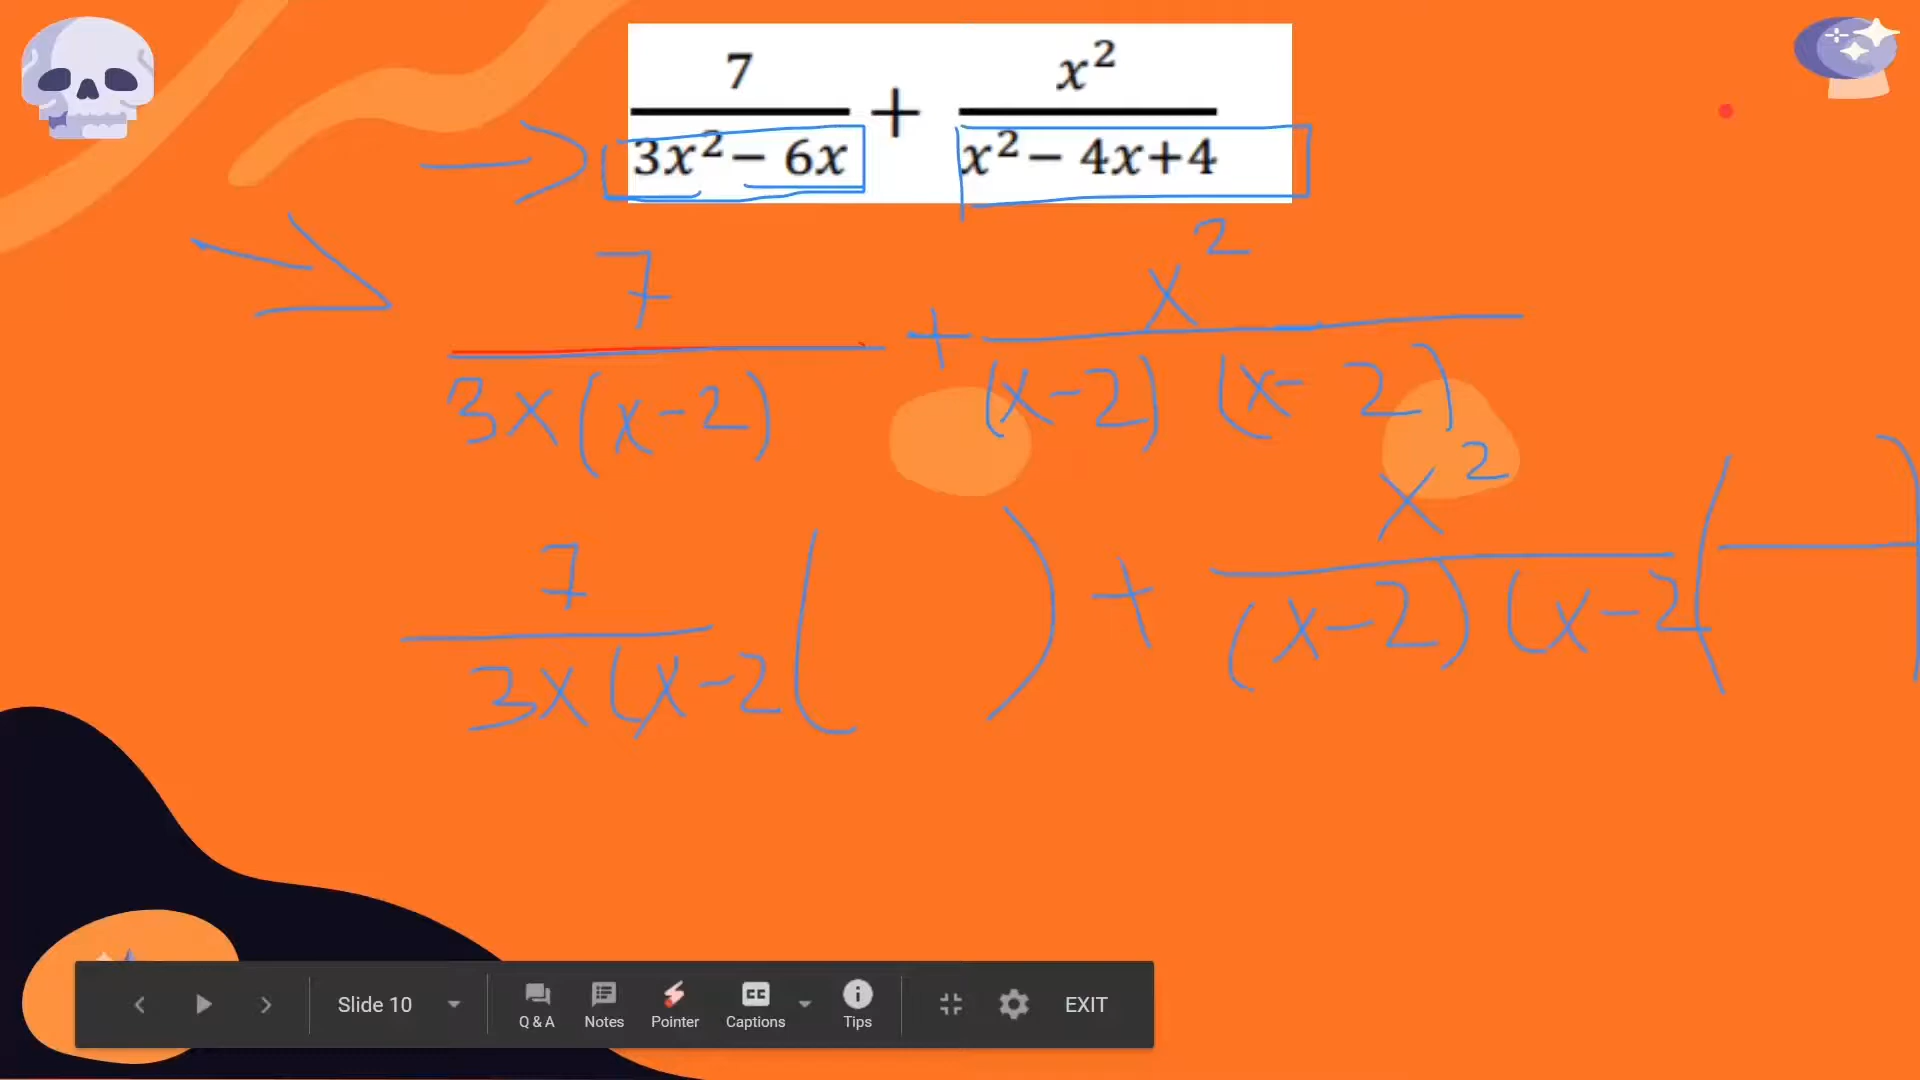 7/(3x² − 6x) + x²/(x² − 4x+4)
7/(3x(x−2)) + x²/((x−2)(x−2))
7/(3x(x−2 ( ) + x²/((x−2)(x−2 ( — )
Slide 10 Q & A Notes Pointer CC Captions Tips EXIT